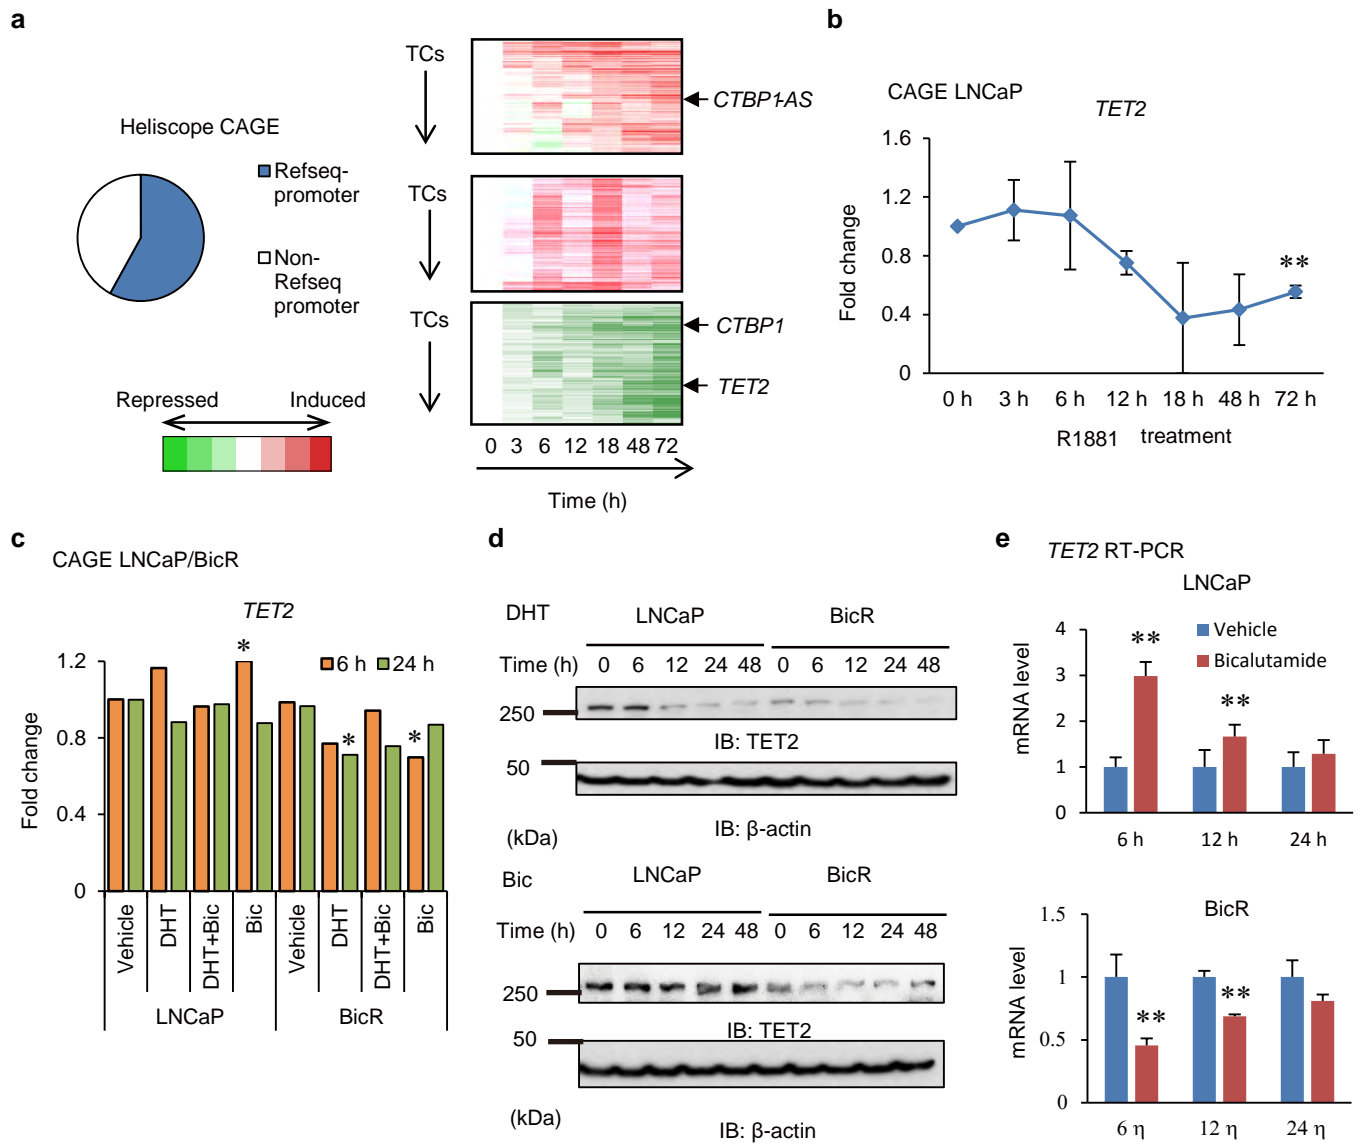 a
TCs
CTBP1-AS
Heliscope CAGE
Refseq-
promoter
Non-
Refseq
promoter
TCs
TCs
CTBP1
TET2
Repressed
Induced
0 3 6 12 18 48 72
Time (h)
b
CAGE LNCaP
TET2
Fold change
1.6
1.2
0.8
0.4
0
**
0 h 3 h 6 h 12 h 18 h 48 h 72 h
R1881 treatment
c
CAGE LNCaP/BicR
TET2
Fold change
1.2
0.8
0.4
0
6 h 24 h
*
*
*
Vehicle
DHT
DHT+Bic
Bic
Vehicle
DHT
DHT+Bic
Bic
LNCaP BicR
d
DHT
LNCaP BicR
Time (h) 0 6 12 24 48 0 6 12 24 48
250
IB: TET2
50
IB: β-actin
(kDa)
Bic
LNCaP BicR
Time (h) 0 6 12 24 48 0 6 12 24 48
250
IB: TET2
50
IB: β-actin
(kDa)
e
TET2 RT-PCR
LNCaP
mRNA level
4
3
2
1
0
Vehicle
Bicalutamide
**
**
6 h 12 h 24 h
BicR
mRNA level
1.5
1
0.5
0
**
**
6 η 12 η 24 η